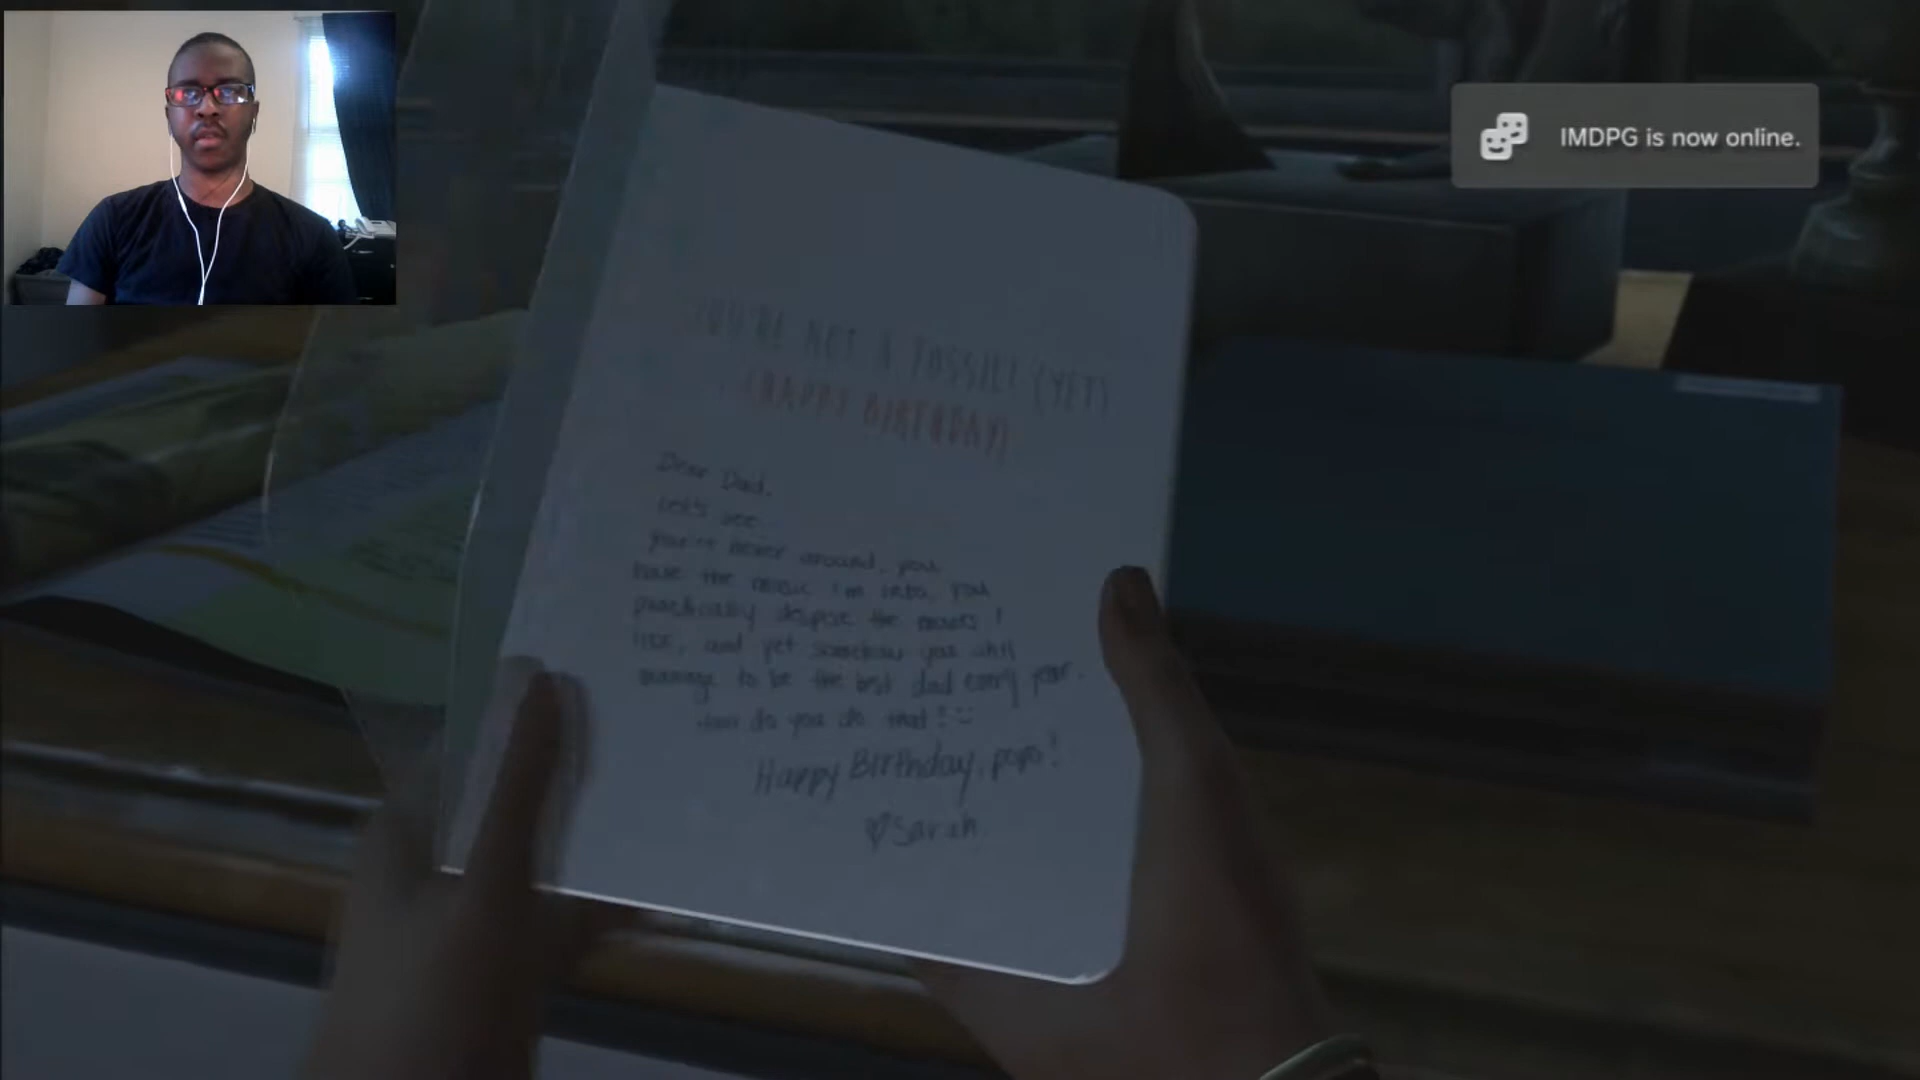 IMDPG is now online.
YOU'RE NOT A FOSSIL! (YET)
(HAPPY BIRTHDAY)
Dear Dad,
Let's see
you're never around, you
hate the music I'm into, you
practically despise the movies I
like, and yet somehow you still
manage to be the best dad every year.
How do you do that? :)
Happy Birthday, pops!
♡Sarah